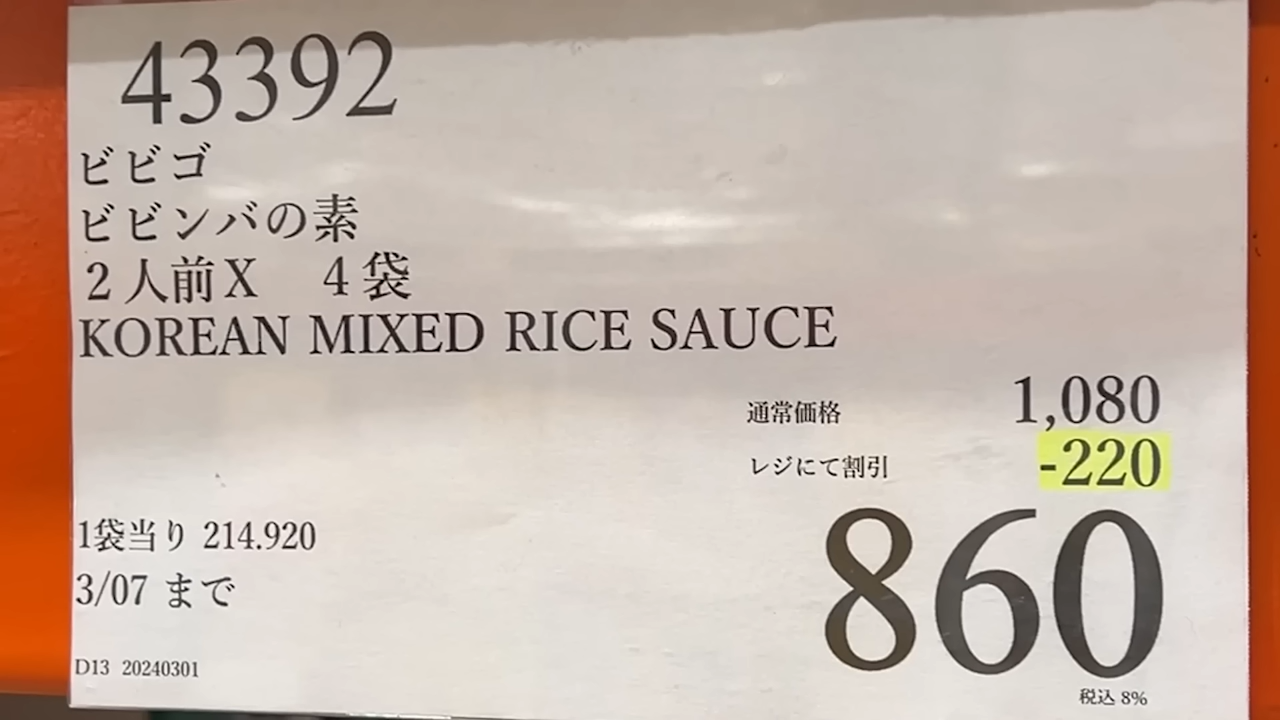 43392
ビビゴ
ビビンバの素
２人前Ｘ　４袋
KOREAN MIXED RICE SAUCE
通常価格 1,080
レジにて割引 -220
860
1袋当り 214.920
3/07 まで
税込 8%
D13 20240301